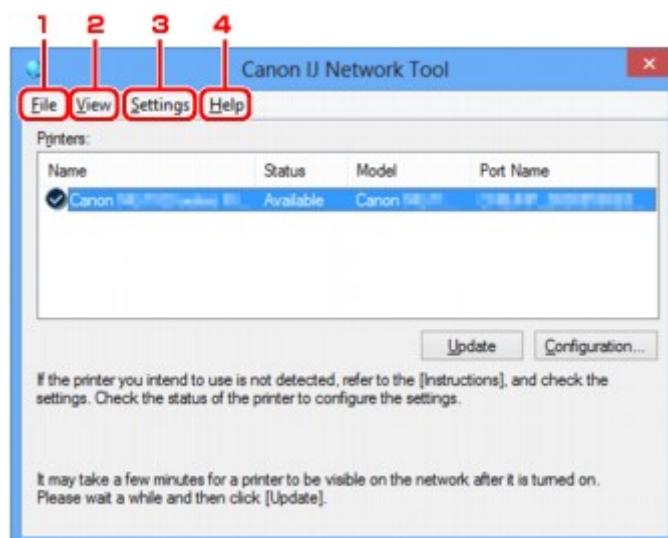 1 2 3 4
Canon IJ Network Tool
File View Settings Help
Printers:
Name Status Model Port Name
Canon Available Canon
Update Configuration...
If the printer you intend to use is not detected, refer to the [Instructions], and check the
settings. Check the status of the printer to configure the settings.
It may take a few minutes for a printer to be visible on the network after it is turned on.
Please wait a while and then click [Update].